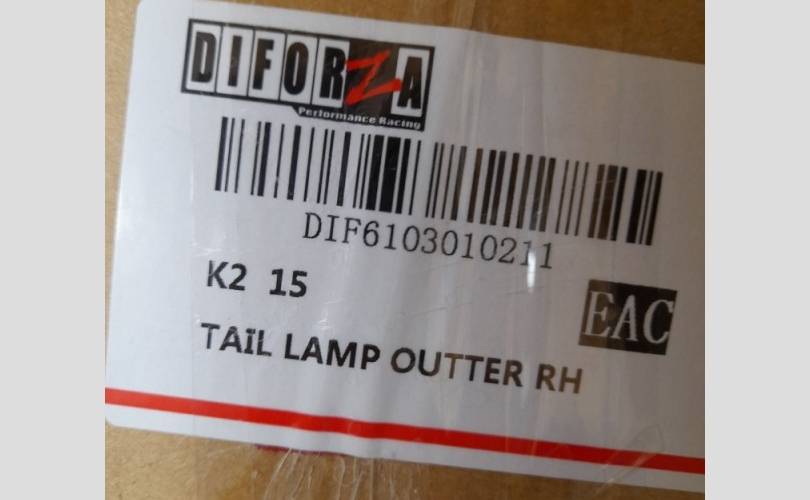 DIFORZA
Performance Racing
DIF6103010211
K2 15
EAC
TAIL LAMP OUTTER RH